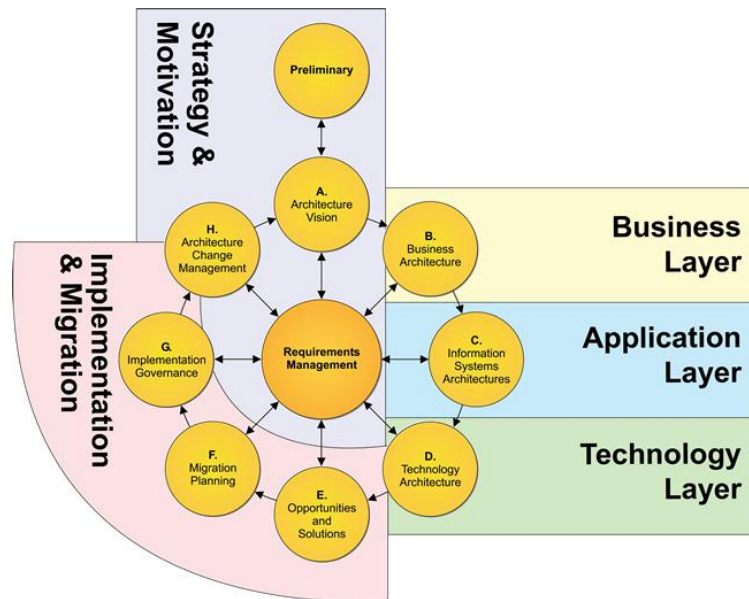 Strategy &
Motivation
Preliminary
A.
Architecture
Vision
H.
Architecture
Change
Management
B.
Business
Architecture
Business
Layer
Implementation
& Migration
G.
Implementation
Governance
Requirements
Management
C.
Information
Systems
Architectures
Application
Layer
F.
Migration
Planning
E.
Opportunities
and
Solutions
D.
Technology
Architecture
Technology
Layer